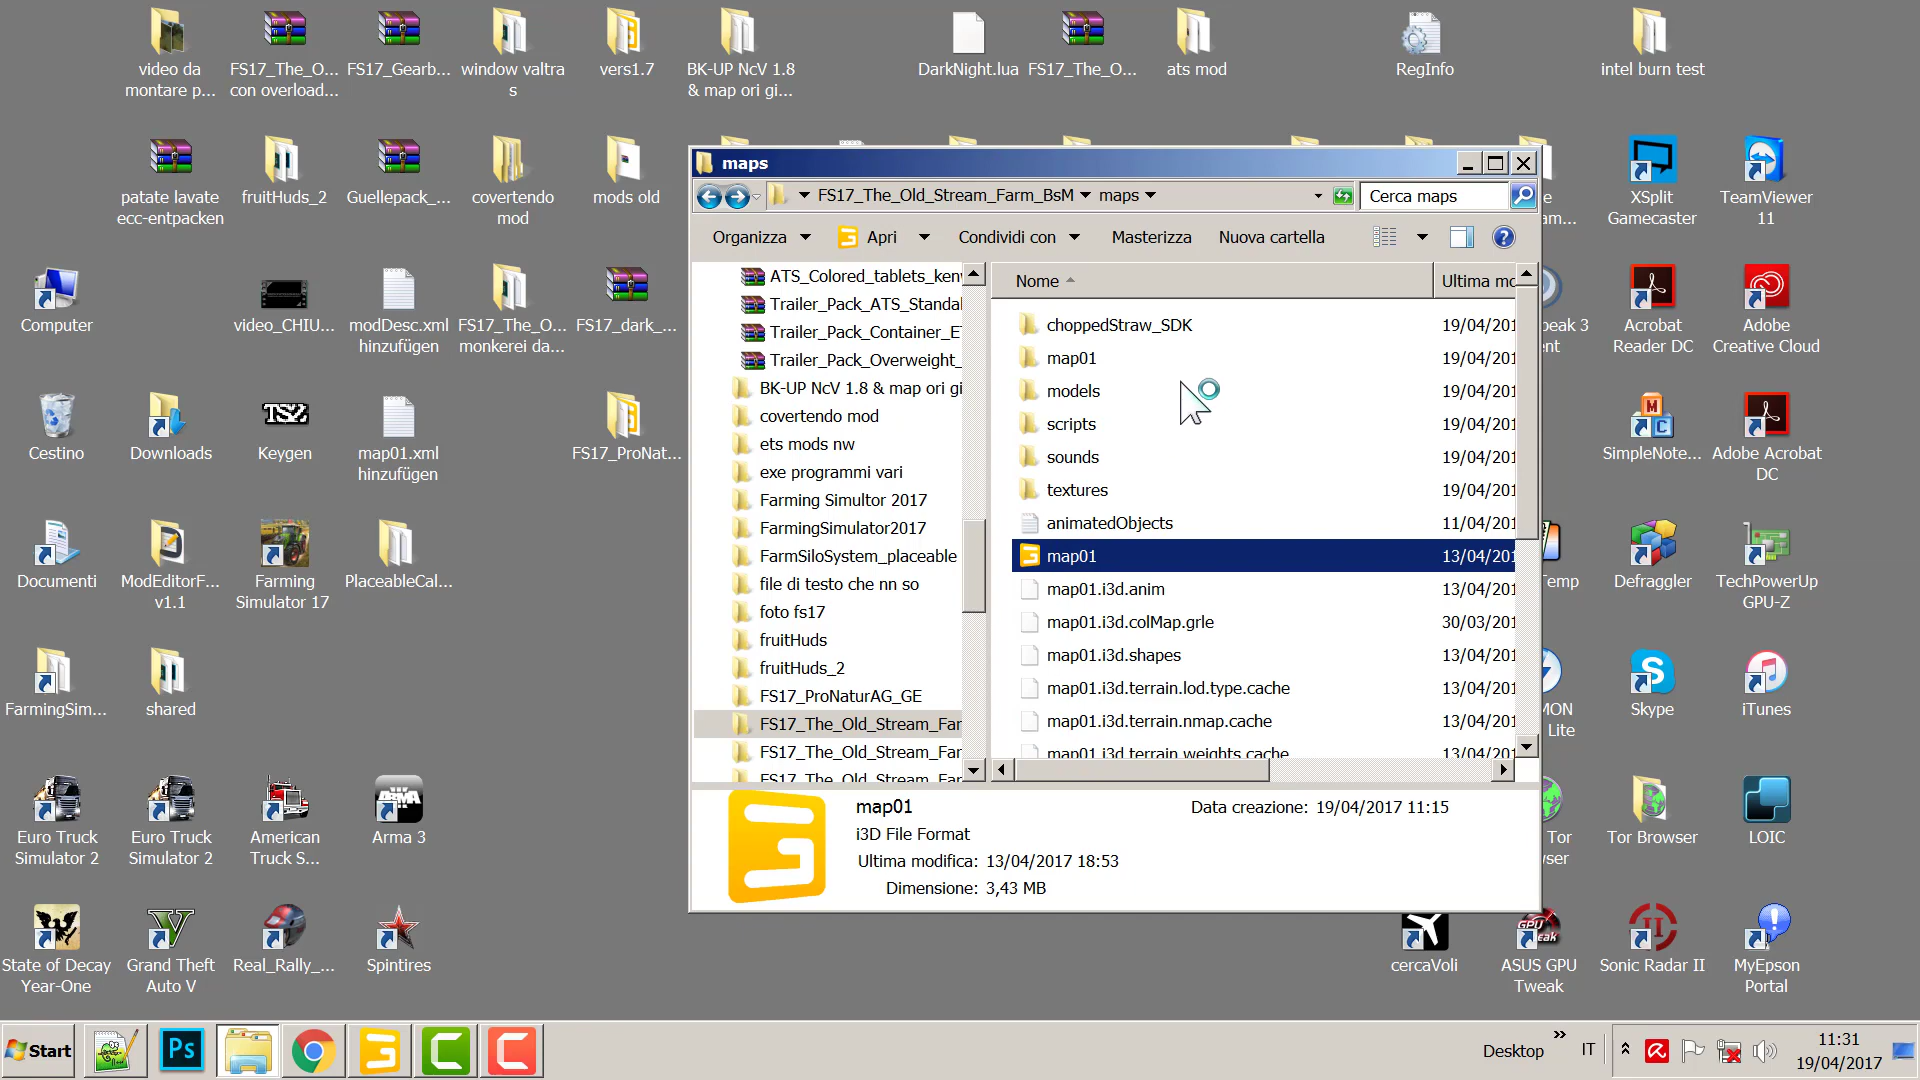 video da
montare p...
FS17_The_O...
con overload...
FS17_Gearb...
window valtra
s
vers1.7
BK-UP NcV 1.8
& map ori gi...
DarkNight.lua
FS17_The_O...
ats mod
RegInfo
intel burn test
patate lavate
ecc-entpacken
fruitHuds_2
Guellepack_...
covertendo
mod
mods old
XSplit
Gamecaster
TeamViewer
11
maps
FS17_The_Old_Stream_Farm_BsM
maps
Cerca maps
Organizza
Apri
Condividi con
Masterizza
Nuova cartella
Computer
video_CHIU...
modDesc.xml
hinzufügen
FS17_The_O...
monkerei da...
FS17_dark_...
Acrobat
Reader DC
Adobe
Creative Cloud
Cestino
Downloads
Keygen
map01.xml
hinzufügen
FS17_ProNat...
SimpleNote...
Adobe Acrobat
DC
Documenti
ModEditorF...
v1.1
Farming
Simulator 17
PlaceableCal...
Defraggler
TechPowerUp
GPU-Z
FarmingSim...
shared
Skype
iTunes
ATS_Colored_tablets_kenw
Trailer_Pack_ATS_Standal
Trailer_Pack_Container_ET
Trailer_Pack_Overweight_
BK-UP NcV 1.8 & map ori gi
covertendo mod
ets mods nw
exe programmi vari
Farming Simultor 2017
FarmingSimulator2017
FarmSiloSystem_placeable
file di testo che nn so
foto fs17
fruitHuds
fruitHuds_2
FS17_ProNaturAG_GE
FS17_The_Old_Stream_Far
FS17_The_Old_Stream_Far
FS17_The_Old_Stream_Far
Nome
Ultima mo
choppedStraw_SDK 19/04/201
map01 19/04/201
models 19/04/201
scripts 19/04/201
sounds 19/04/201
textures 19/04/201
animatedObjects 11/04/201
map01 13/04/201
map01.i3d.anim 13/04/201
map01.i3d.colMap.grle 30/03/201
map01.i3d.shapes 13/04/201
map01.i3d.terrain.lod.type.cache 13/04/201
map01.i3d.terrain.nmap.cache 13/04/201
map01.i3d.terrain.weights.cache 13/04/201
map01
Data creazione: 19/04/2017 11:15
i3D File Format
Ultima modifica: 13/04/2017 18:53
Dimensione: 3,43 MB
Euro Truck
Simulator 2
Euro Truck
Simulator 2
American
Truck S...
Arma 3
Tor Browser
LOIC
State of Decay
Year-One
Grand Theft
Auto V
Real_Rally_...
Spintires
cercaVoli
ASUS GPU
Tweak
Sonic Radar II
MyEpson
Portal
Start
Ps
Desktop
IT
11:31
19/04/2017